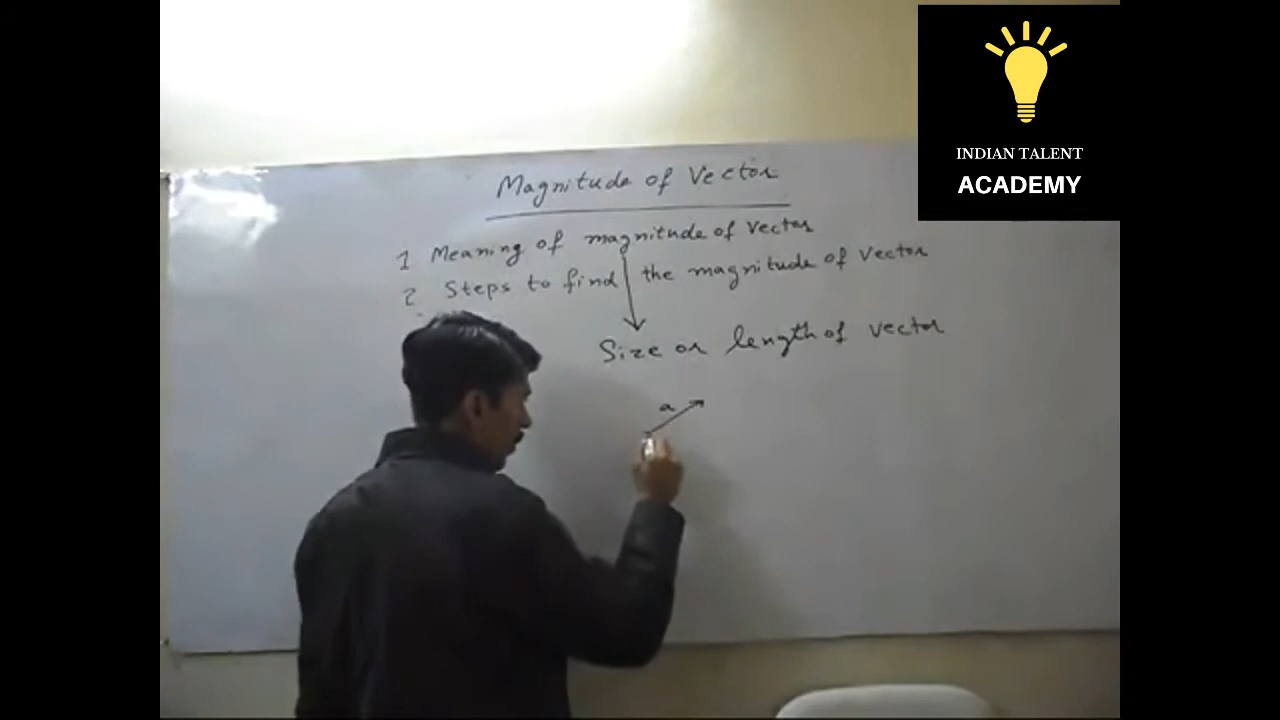 INDIAN TALENT
ACADEMY
Magnitude of Vector
1 Meaning of magnitude of vector
2 Steps to find the magnitude of vector
Size or length of vector
a